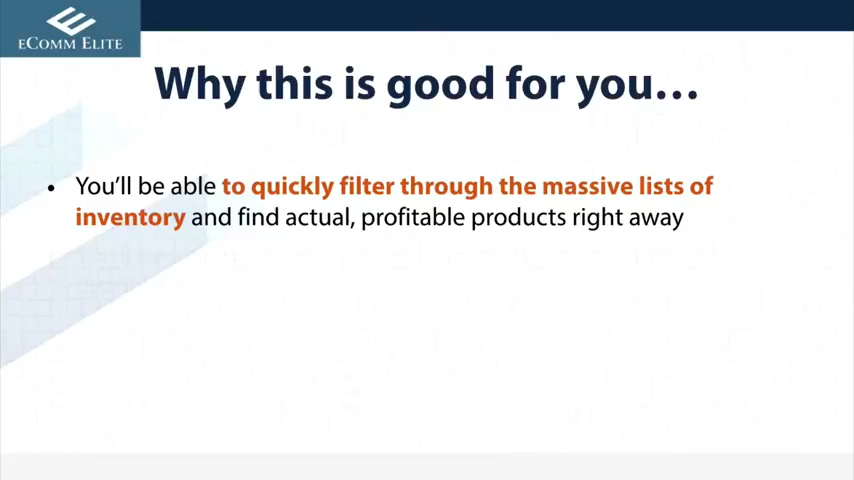 eComm Elite
Why this is good for you…
• You'll be able to quickly filter through the massive lists of
inventory and find actual, profitable products right away